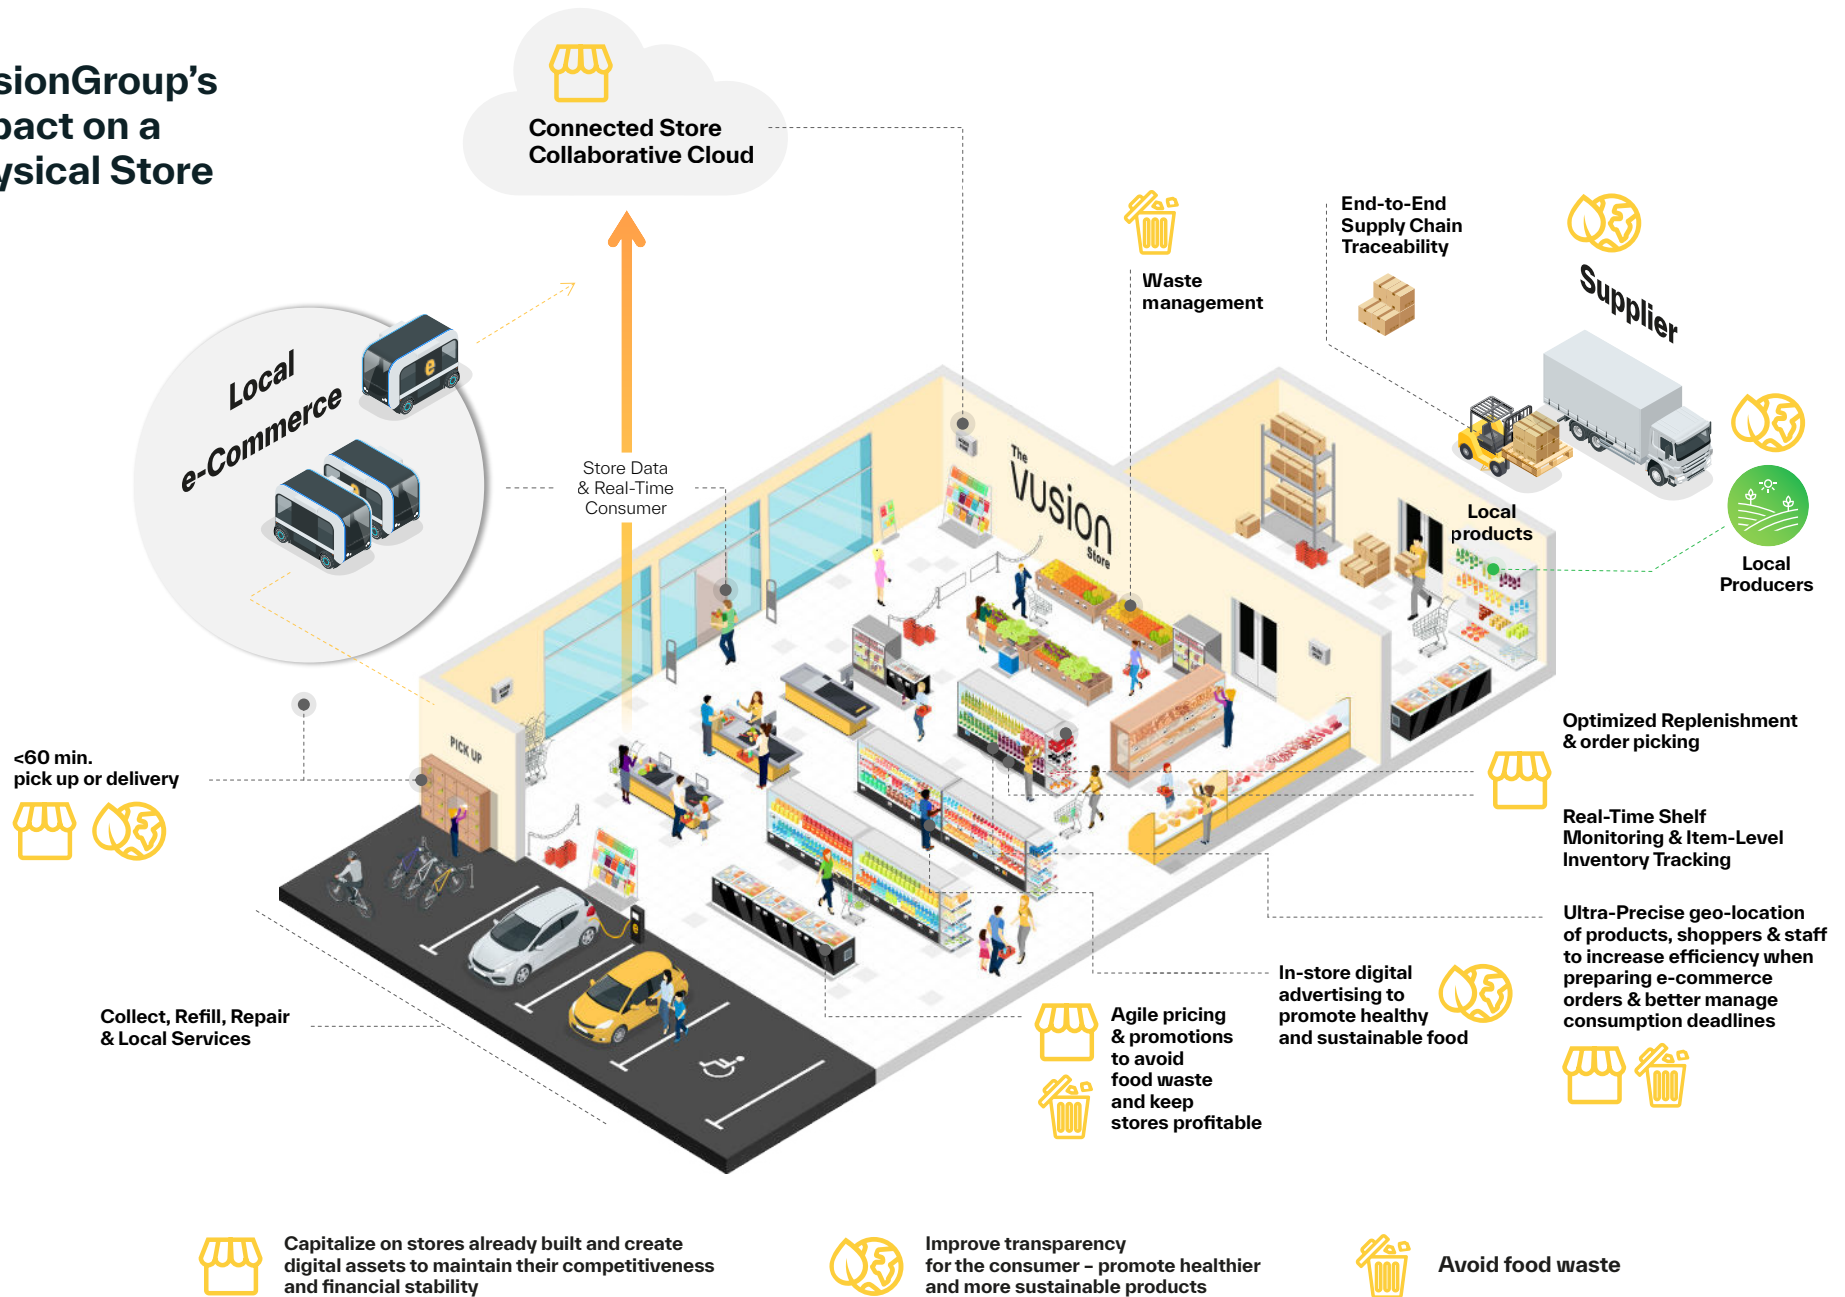 sionGroup's
pact on a
ysical Store
Connected Store
Collaborative Cloud
Waste
management
End-to-End
Supply Chain
Traceability
Supplier
Local
e-Commerce
e
e
Store Data
& Real-Time
Consumer
The
Vusion
Store
Local
products
Local
Producers
<60 min.
pick up or delivery
PICK UP
Optimized Replenishment
& order picking
Real-Time Shelf
Monitoring & Item-Level
Inventory Tracking
Ultra-Precise geo-location
of products, shoppers & staff
to increase efficiency when
preparing e-commerce
orders & better manage
consumption deadlines
In-store digital
advertising to
promote healthy
and sustainable food
Agile pricing
& promotions
to avoid
food waste
and keep
stores profitable
Collect, Refill, Repair
& Local Services
Capitalize on stores already built and create
digital assets to maintain their competitiveness
and financial stability
Improve transparency
for the consumer – promote healthier
and more sustainable products
Avoid food waste